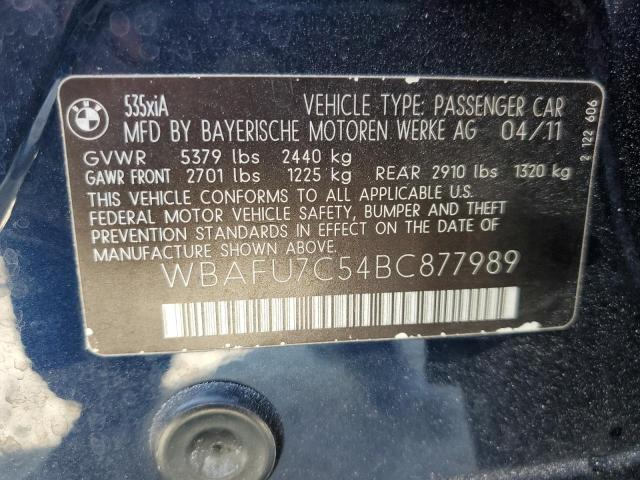 BMW
535xiA
VEHICLE TYPE: PASSENGER CAR
MFD BY BAYERISCHE MOTOREN WERKE AG 04/11
GVWR 5379 lbs 2440 kg
GAWR FRONT 2701 lbs 1225 kg REAR 2910 lbs 1320 kg
THIS VEHICLE CONFORMS TO ALL APPLICABLE U.S.
FEDERAL MOTOR VEHICLE SAFETY, BUMPER AND THEFT
PREVENTION STANDARDS IN EFFECT ON THE DATE OF
MANUFACTURE SHOWN ABOVE.
WBAFU7C54BC877989
2 122 606